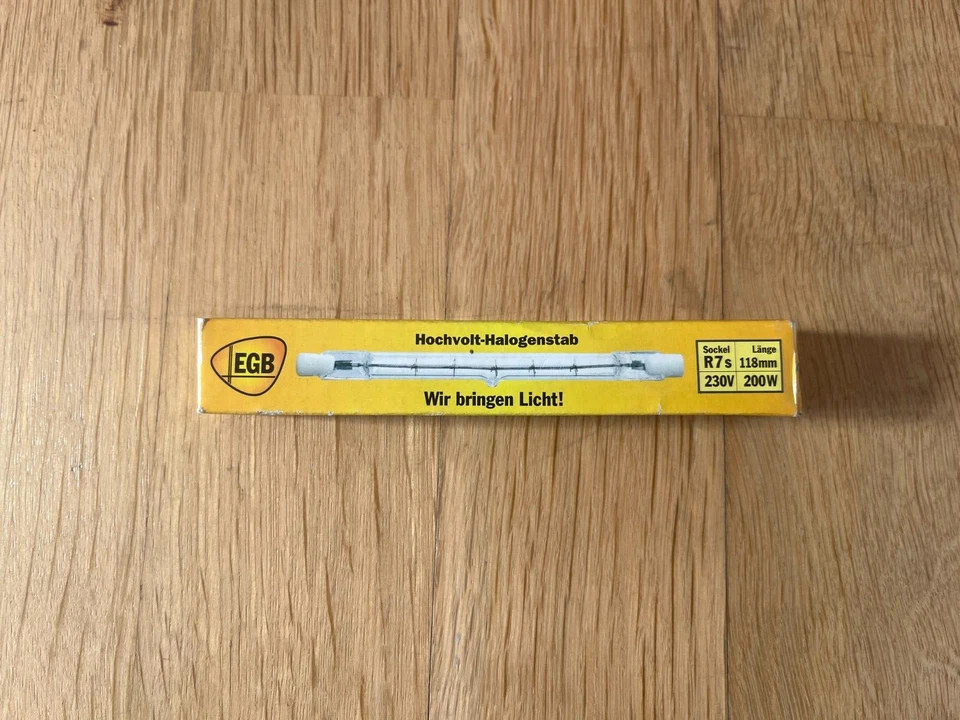 EGB
Hochvolt-Halogenstab
Wir bringen Licht!
Sockel Länge
R7s 118mm
230V 200W